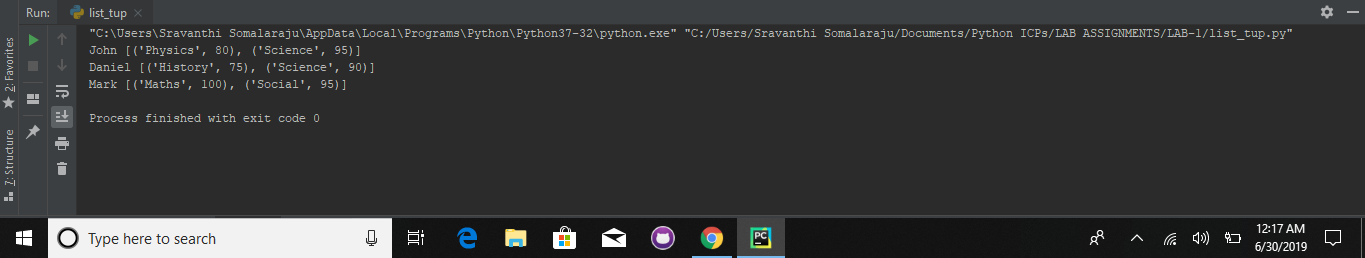 Run: list_tup
"C:\Users\Sravanthi Somalaraju\AppData\Local\Programs\Python\Python37-32\python.exe" "C:/Users/Sravanthi Somalaraju/Documents/Python ICPs/LAB ASSIGNMENTS/LAB-1/list_tup.py"
John [('Physics', 80), ('Science', 95)]
Daniel [('History', 75), ('Science', 90)]
Mark [('Maths', 100), ('Social', 95)]
Process finished with exit code 0
2: Favorites
7: Structure
Type here to search
PC
12:17 AM
6/30/2019